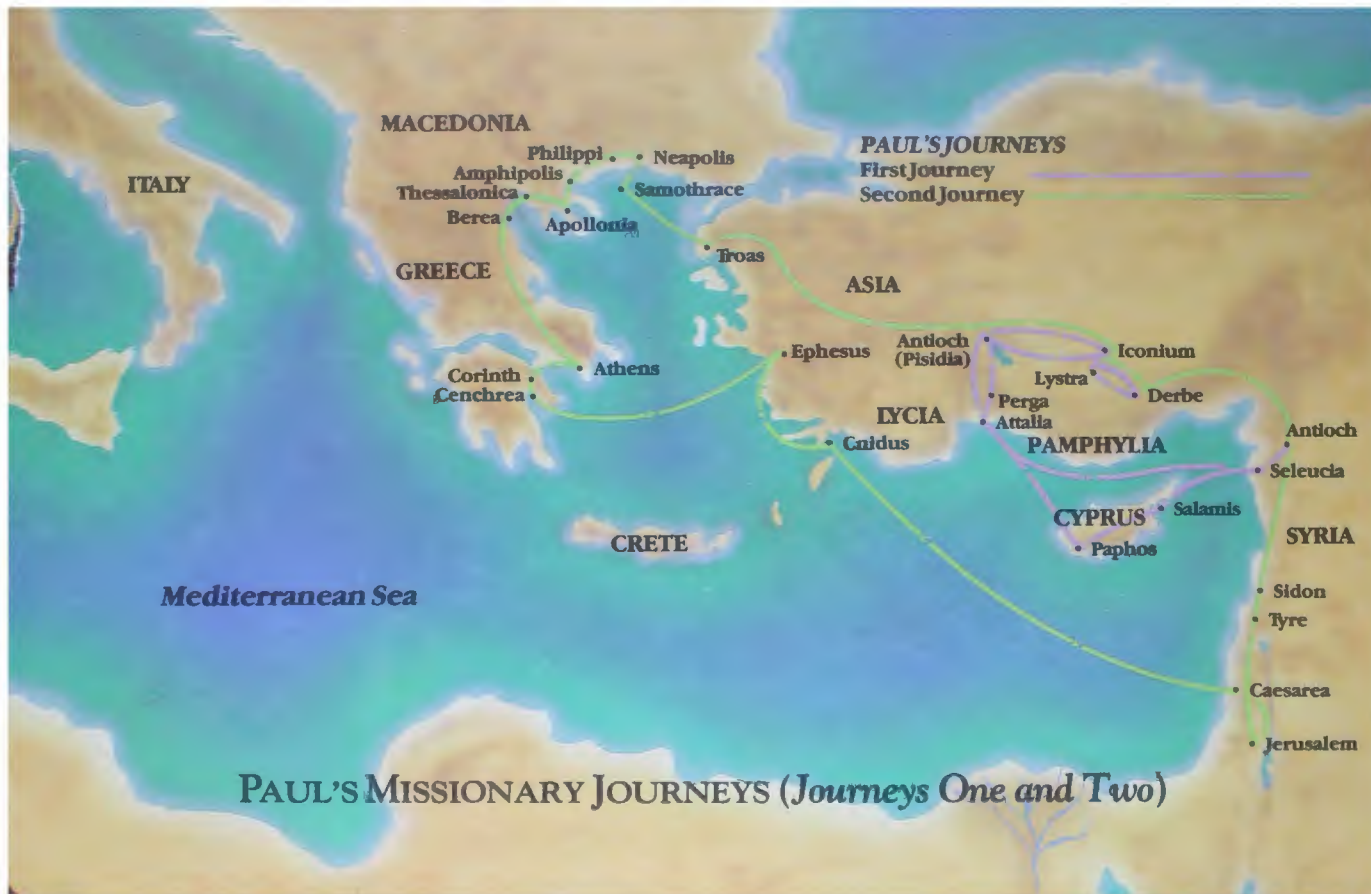 MACEDONIA
Philippi
Neapolis
Amphipolis
Thessalonica
Samothrace
Berea
Apollonia
ITALY
GREECE
PAUL'S JOURNEYS
First Journey
Second Journey
Troas
ASIA
Ephesus
Antioch
(Pisidia)
Iconium
Athens
Corinth
Cenchrea
Lystra
Derbe
Perga
LYCIA
Attalia
PAMPHYLIA
Antioch
Cnidus
Seleucia
Salamis
CYPRUS
Paphos
SYRIA
CRETE
Mediterranean Sea
Sidon
Tyre
Caesarea
Jerusalem
PAUL'S MISSIONARY JOURNEYS (Journeys One and Two)